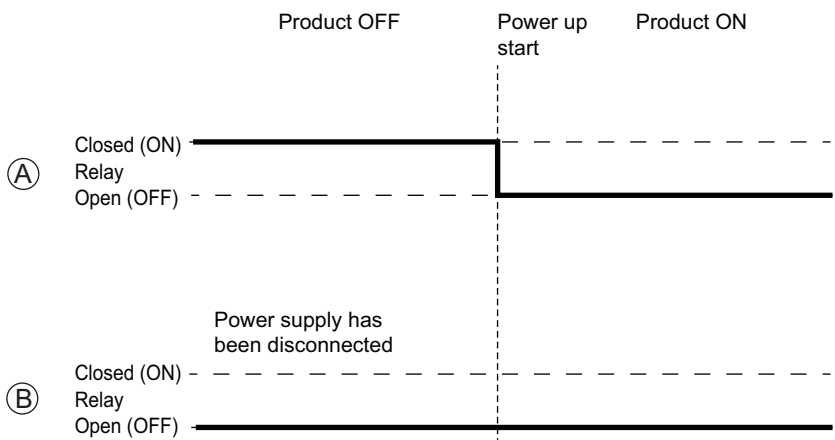 Product OFF
Power up
start
Product ON
A
Closed (ON)
Relay
Open (OFF)
Power supply has
been disconnected
B
Closed (ON)
Relay
Open (OFF)